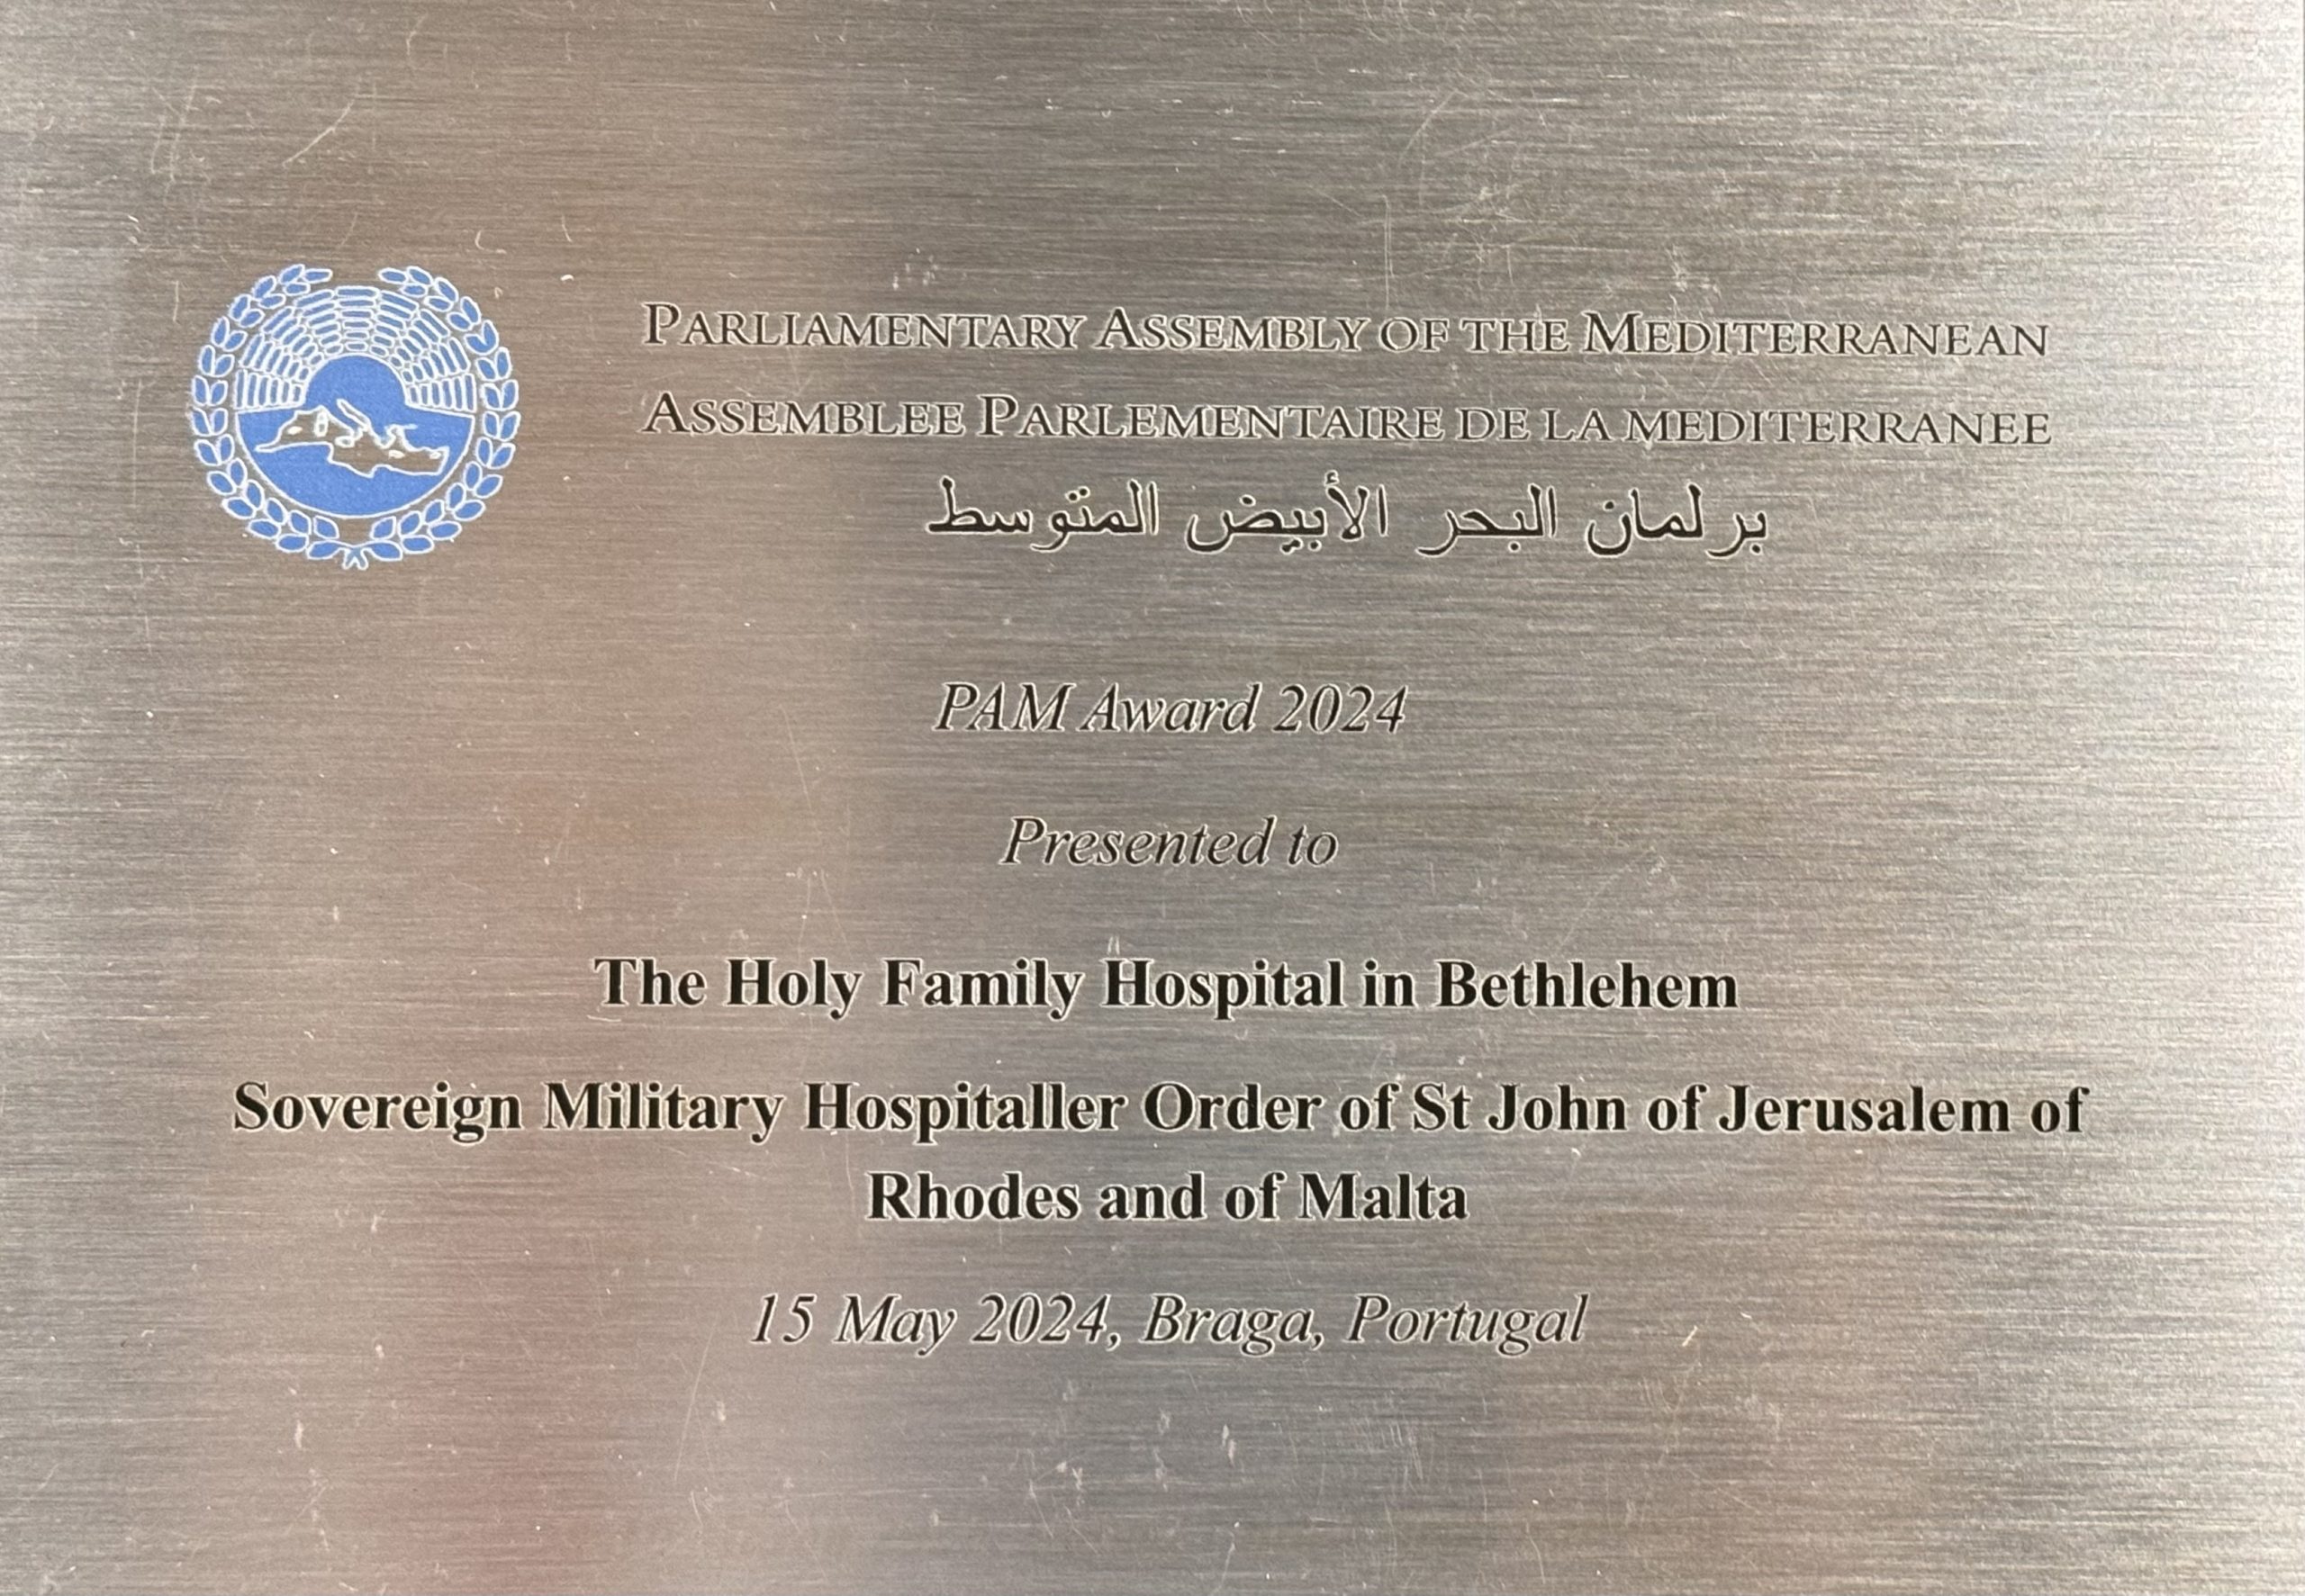 PARLIAMENTARY ASSEMBLY OF THE MEDITERRANEAN
ASSEMBLEE PARLEMENTAIRE DE LA MEDITERRANEE
برلمان البحر الأبيض المتوسط
PAM Award 2024
Presented to
The Holy Family Hospital in Bethlehem
Sovereign Military Hospitaller Order of St John of Jerusalem of
Rhodes and of Malta
15 May 2024, Braga, Portugal